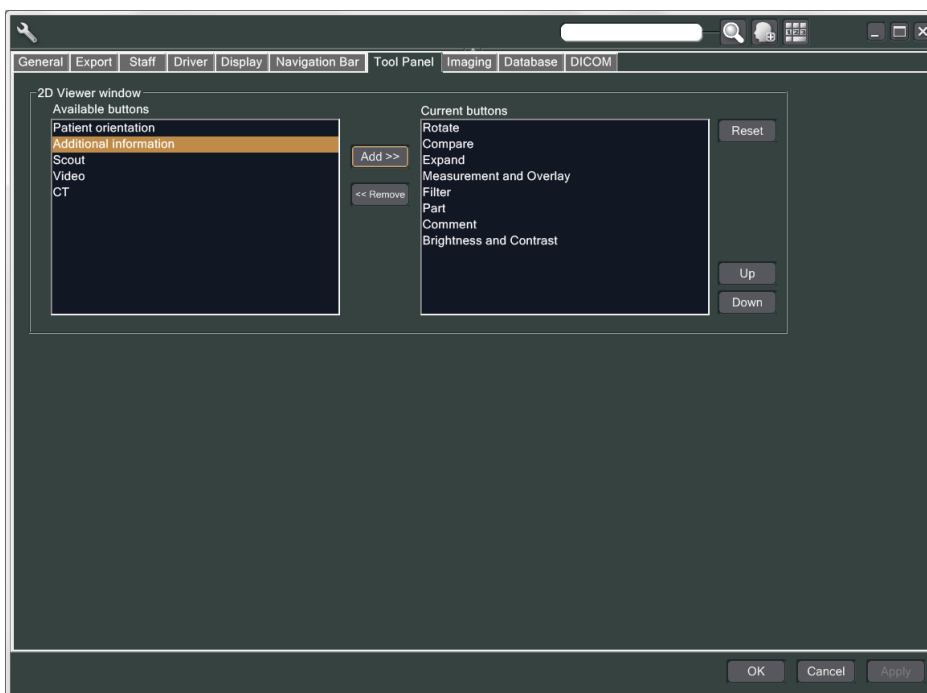 General Export Staff Driver Display Navigation Bar Tool Panel Imaging Database DICOM
2D Viewer window
Available buttons
Patient orientation
Additional information
Scout
Video
CT
Add >>
<< Remove
Current buttons
Rotate
Compare
Expand
Measurement and Overlay
Filter
Part
Comment
Brightness and Contrast
Reset
Up
Down
OK Cancel Apply